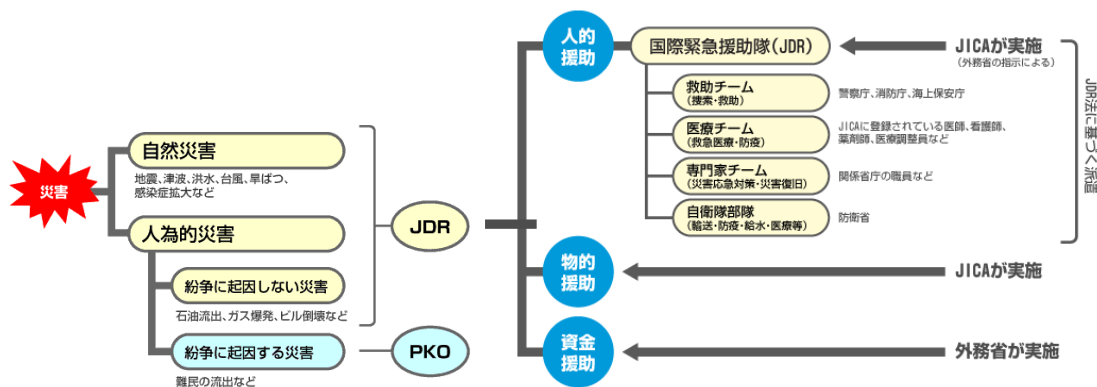 災害
自然災害
地震、津波、洪水、台風、旱ばつ、
感染症拡大など
人為的災害
紛争に起因しない災害
石油流出、ガス爆発、ビル倒壊など
紛争に起因する災害
難民の流出など
JDR
PKO
人的
援助
国際緊急援助隊(JDR)
JICAが実施
(外務省の指示による)
救助チーム
(捜索・救助)
警察庁、消防庁、海上保安庁
医療チーム
(救急医療・防疫)
JICAに登録されている医師、看護師、
薬剤師、医療調整員など
専門家チーム
(災害応急対策・災害復旧)
関係省庁の職員など
自衛隊部隊
(輸送・防疫・給水・医療等)
防衛省
JDR法に基づく派遣
物的
援助
JICAが実施
資金
援助
外務省が実施